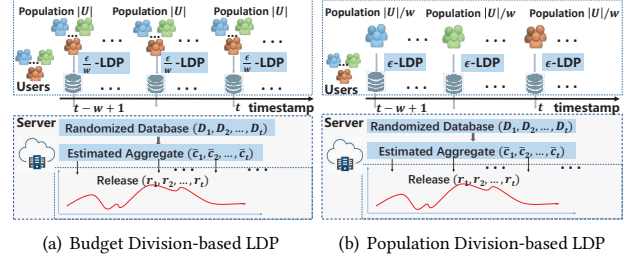 Population |U| Population |U| Population |U|
ϵ/w -LDP ϵ/w -LDP ϵ/w -LDP
Users
t − w + 1 t timestamp
Server
Randomized Database (D₁, D₂, ..., Dₜ)
Estimated Aggregate (c̄₁, c̄₂, ..., c̄ₜ)
...
Release (r₁, r₂, ..., rₜ)
(a) Budget Division-based LDP
Population |U|/w Population |U|/w Population |U|/w
ϵ-LDP ϵ-LDP ϵ-LDP
Users
t − w + 1 t timestamp
Server
Randomized Database (D₁, D₂, ..., Dₜ)
Estimated Aggregate (c̄₁, c̄₂, ..., c̄ₜ)
...
Release (r₁, r₂, ..., rₜ)
(b) Population Division-based LDP